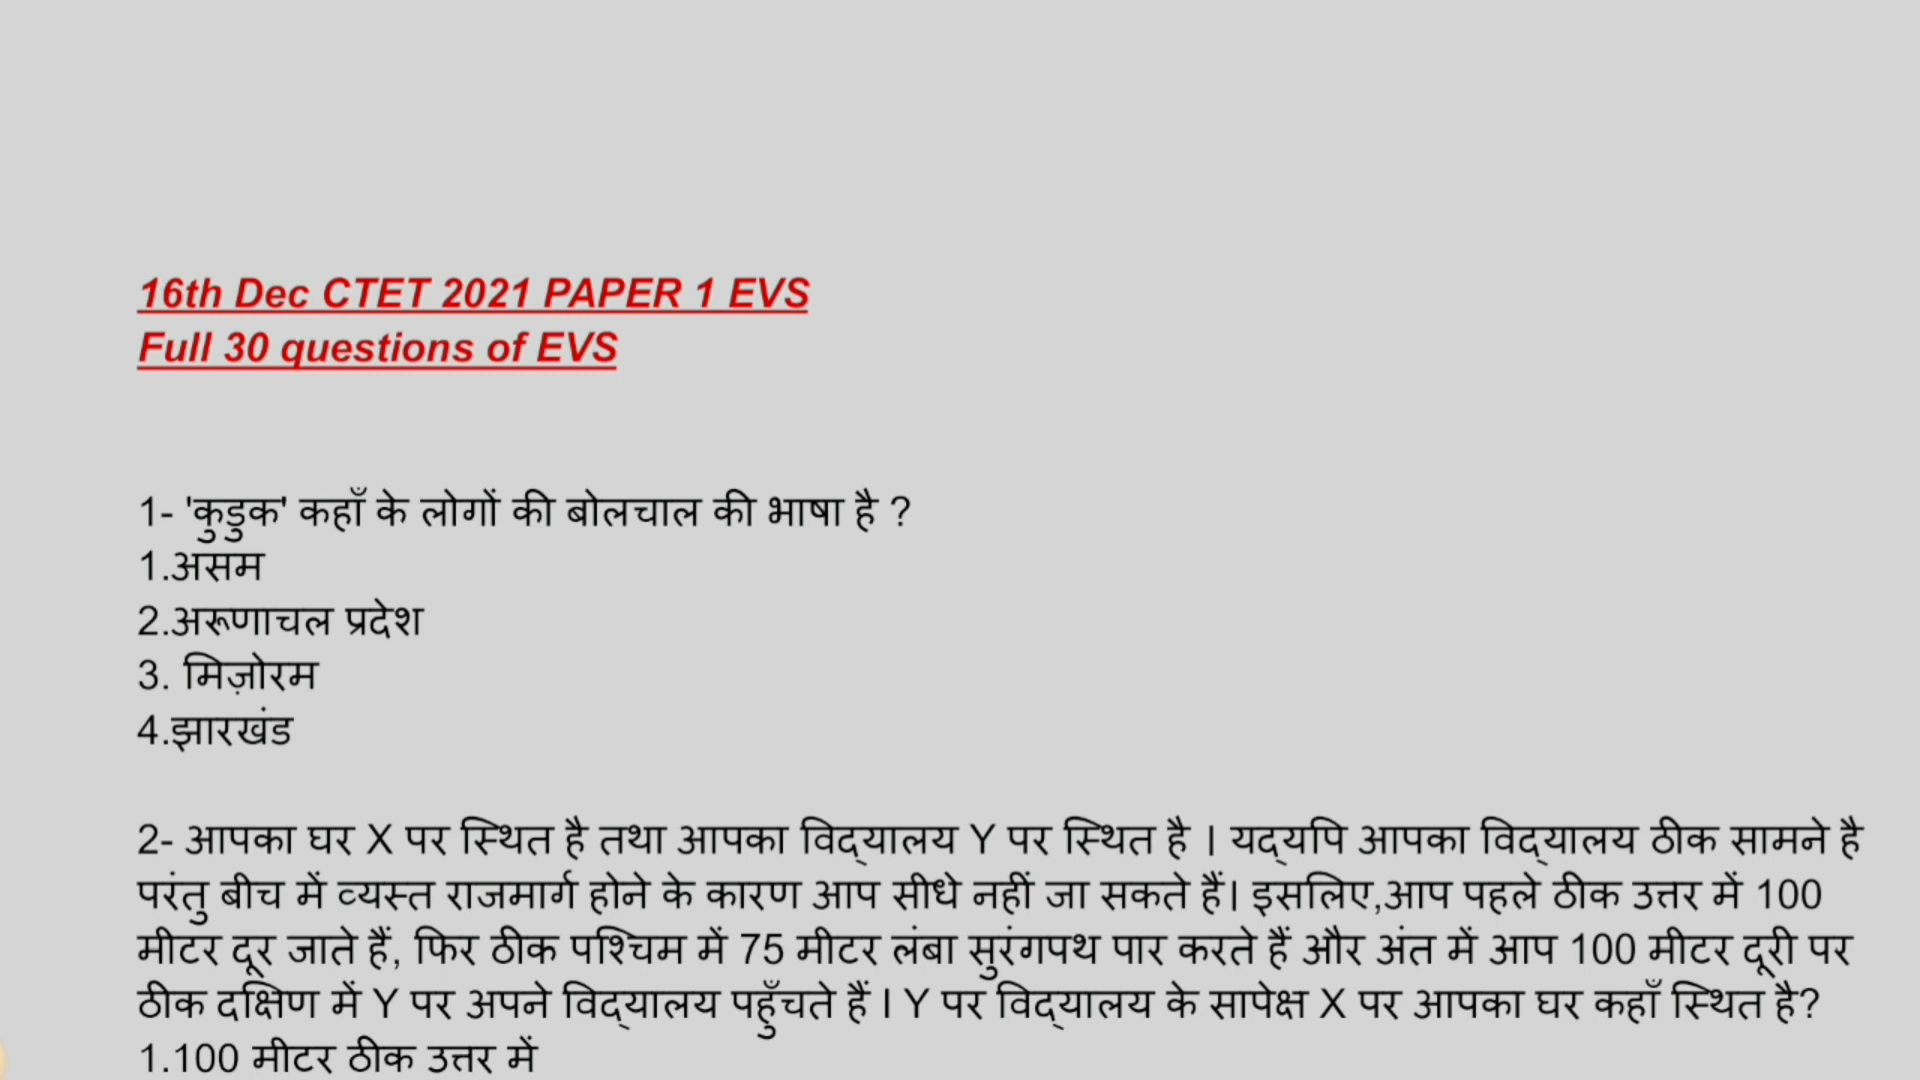 16th Dec CTET 2021 PAPER 1 EVS
Full 30 questions of EVS
1- 'कुडुक' कहाँ के लोगों की बोलचाल की भाषा है ?
1.असम
2.अरूणाचल प्रदेश
3. मिज़ोरम
4.झारखंड
2- आपका घर X पर स्थित है तथा आपका विद्यालय Y पर स्थित है । यद्यपि आपका विद्यालय ठीक सामने है
परंतु बीच में व्यस्त राजमार्ग होने के कारण आप सीधे नहीं जा सकते हैं। इसलिए,आप पहले ठीक उत्तर में 100
मीटर दूर जाते हैं, फिर ठीक पश्चिम में 75 मीटर लंबा सुरंगपथ पार करते हैं और अंत में आप 100 मीटर दूरी पर
ठीक दक्षिण में Y पर अपने विद्यालय पहुँचते हैं । Y पर विद्यालय के सापेक्ष X पर आपका घर कहाँ स्थित है?
1.100 मीटर ठीक उत्तर में